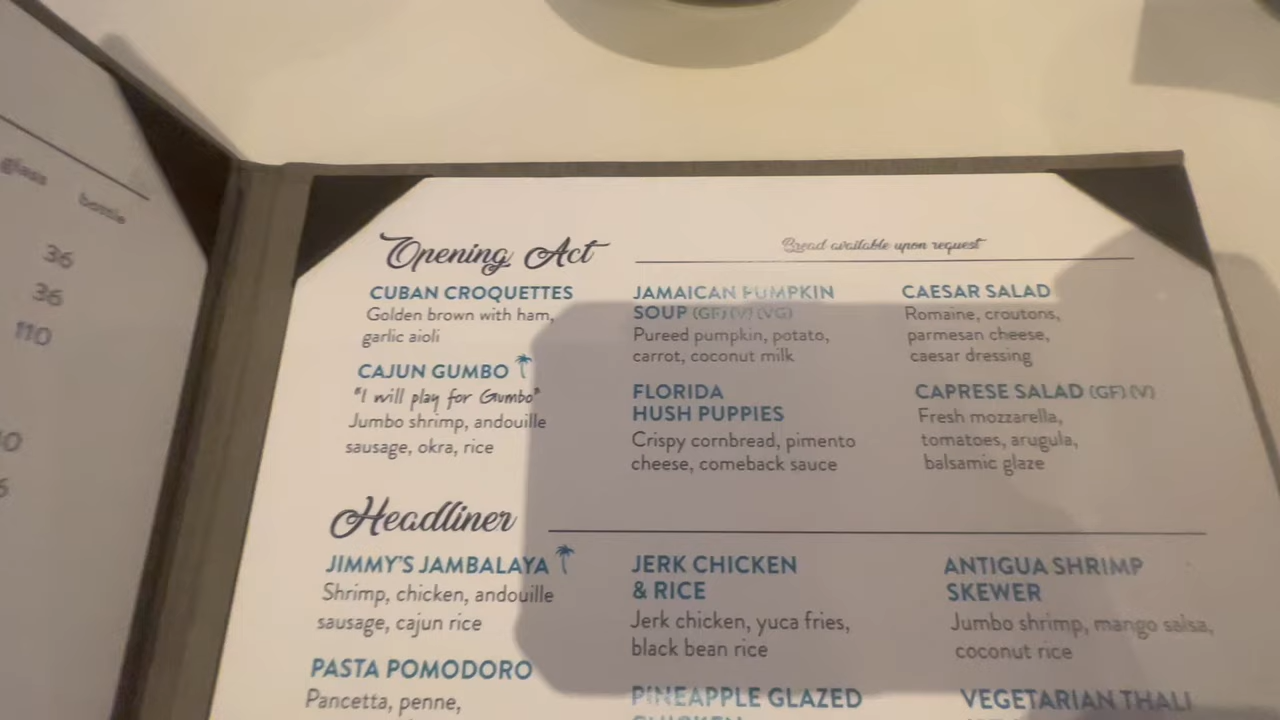 glass
bottle
36
36
110
Opening Act
Bread available upon request
CUBAN CROQUETTES
Golden brown with ham,
garlic aioli
CAJUN GUMBO
"I will play for Gumbo"
Jumbo shrimp, andouille
sausage, okra, rice
JAMAICAN PUMPKIN
SOUP (GF) (V) (VG)
Pureed pumpkin, potato,
carrot, coconut milk
FLORIDA
HUSH PUPPIES
Crispy cornbread, pimento
cheese, comeback sauce
CAESAR SALAD
Romaine, croutons,
parmesan cheese,
caesar dressing
CAPRESE SALAD (GF) (V)
Fresh mozzarella,
tomatoes, arugula,
balsamic glaze
Headliner
JIMMY'S JAMBALAYA
Shrimp, chicken, andouille
sausage, cajun rice
PASTA POMODORO
Pancetta, penne,
JERK CHICKEN
& RICE
Jerk chicken, yuca fries,
black bean rice
PINEAPPLE GLAZED
CHICKEN
ANTIGUA SHRIMP
SKEWER
Jumbo shrimp, mango salsa,
coconut rice
VEGETARIAN THALI